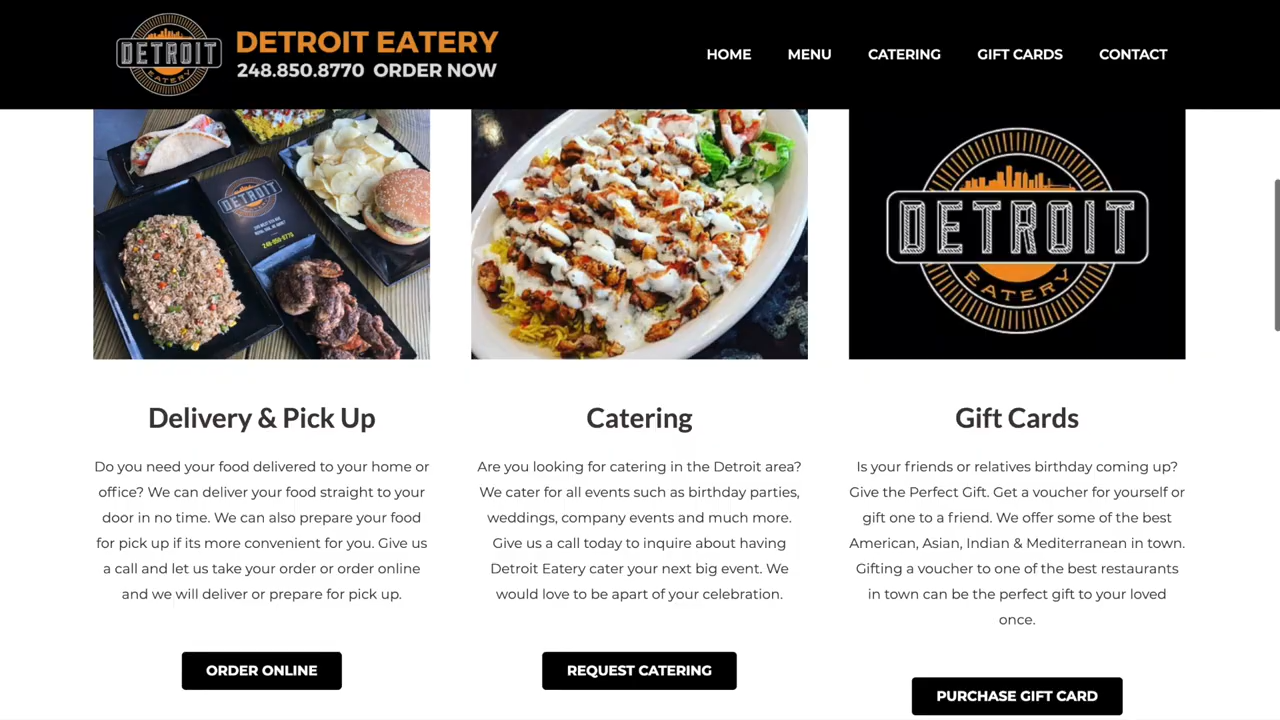 DETROIT
EATERY
DETROIT EATERY
248.850.8770 ORDER NOW
HOME
MENU
CATERING
GIFT CARDS
CONTACT
DETROIT
DETROIT
EATERY
Delivery & Pick Up
Do you need your food delivered to your home or
office? We can deliver your food straight to your
door in no time. We can also prepare your food
for pick up if its more convenient for you. Give us
a call and let us take your order or order online
and we will deliver or prepare for pick up.
ORDER ONLINE
Catering
Are you looking for catering in the Detroit area?
We cater for all events such as birthday parties,
weddings, company events and much more.
Give us a call today to inquire about having
Detroit Eatery cater your next big event. We
would love to be apart of your celebration.
REQUEST CATERING
Gift Cards
Is your friends or relatives birthday coming up?
Give the Perfect Gift. Get a voucher for yourself or
gift one to a friend. We offer some of the best
American, Asian, Indian & Mediterranean in town.
Gifting a voucher to one of the best restaurants
in town can be the perfect gift to your loved
once.
PURCHASE GIFT CARD